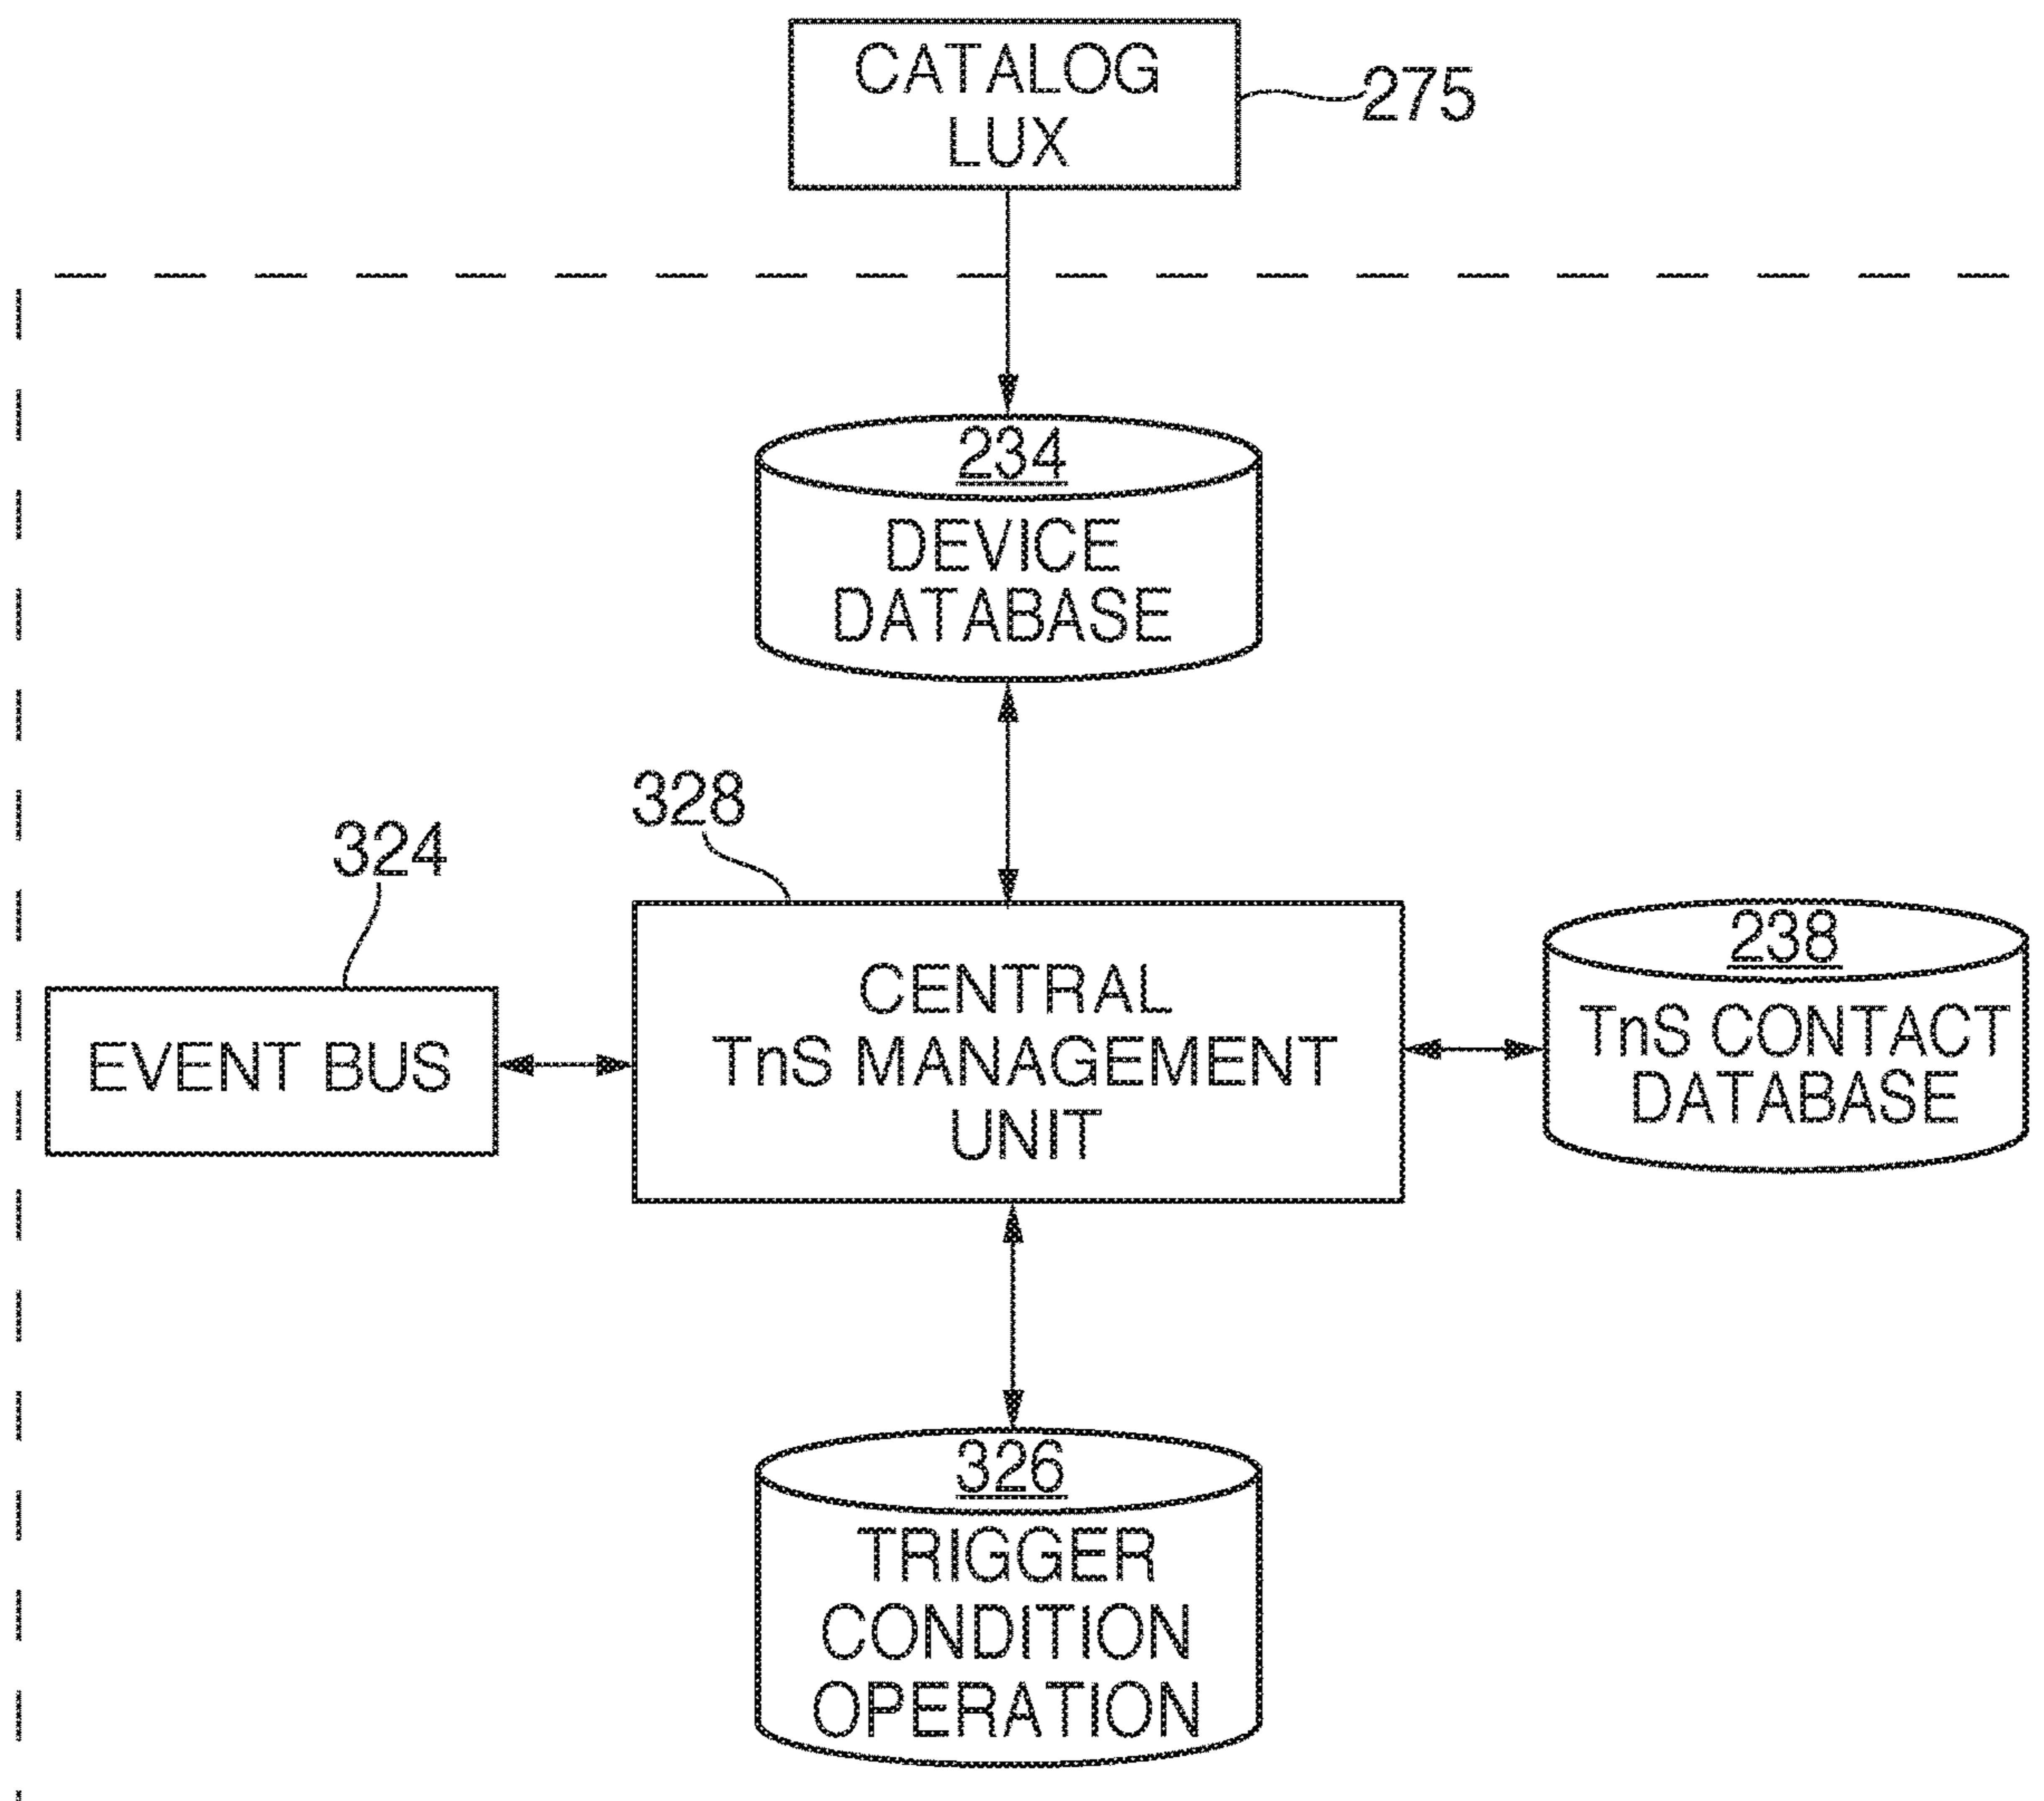 CATALOG
LUX
275
234
DEVICE
DATABASE
328
324
EVENT BUS
CENTRAL
TnS MANAGEMENT
UNIT
238
TnS CONTACT
DATABASE
326
TRIGGER
CONDITION
OPERATION